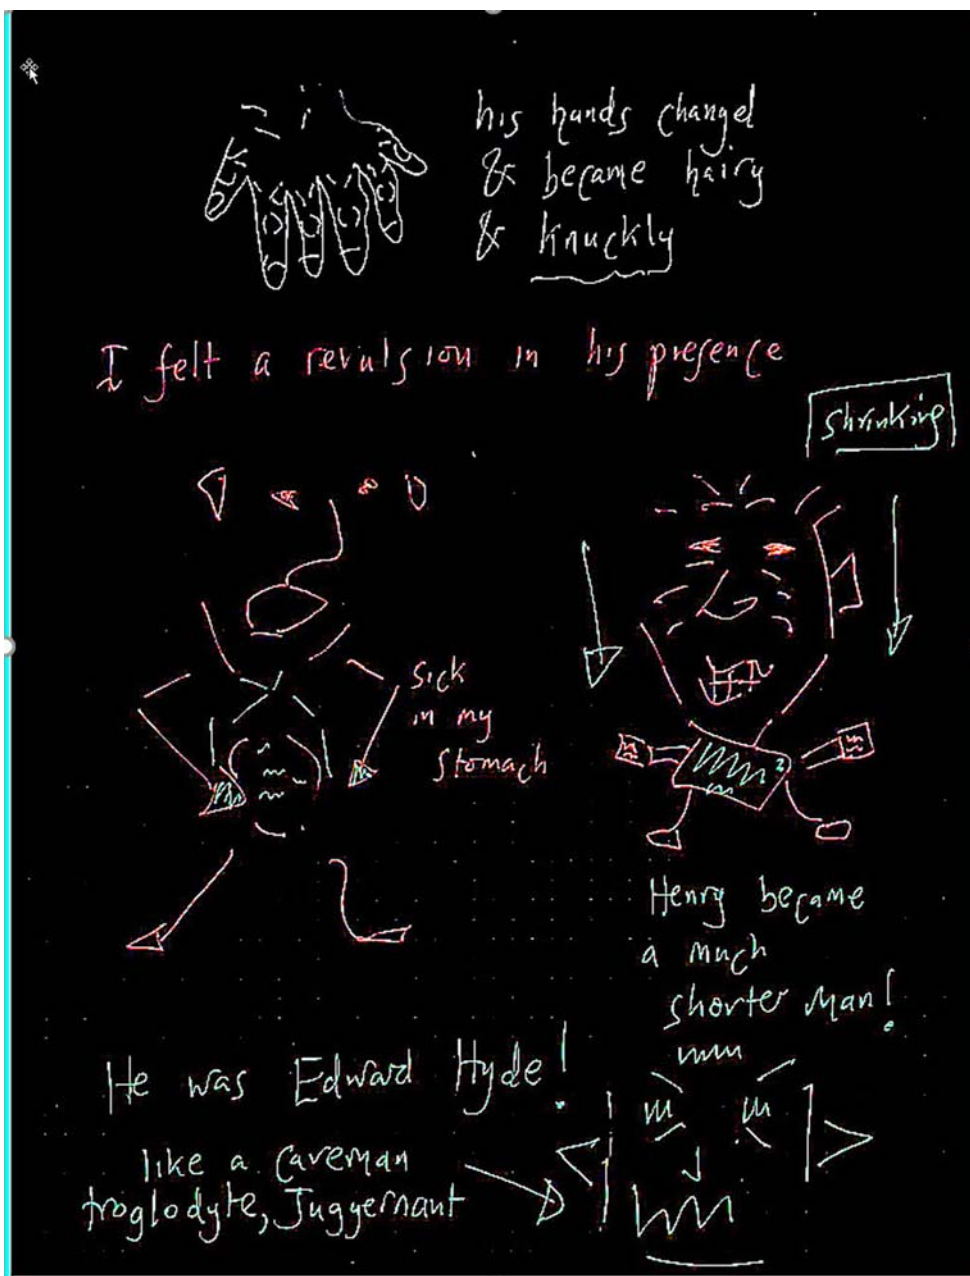 his hands changed
& became hairy
& knuckly
I felt a revulsion in his presence
Shrinking
Sick
in my
stomach
Henry became
a much
shorter man!
He was Edward Hyde!
like a caveman
troglodyte, Juggernaut